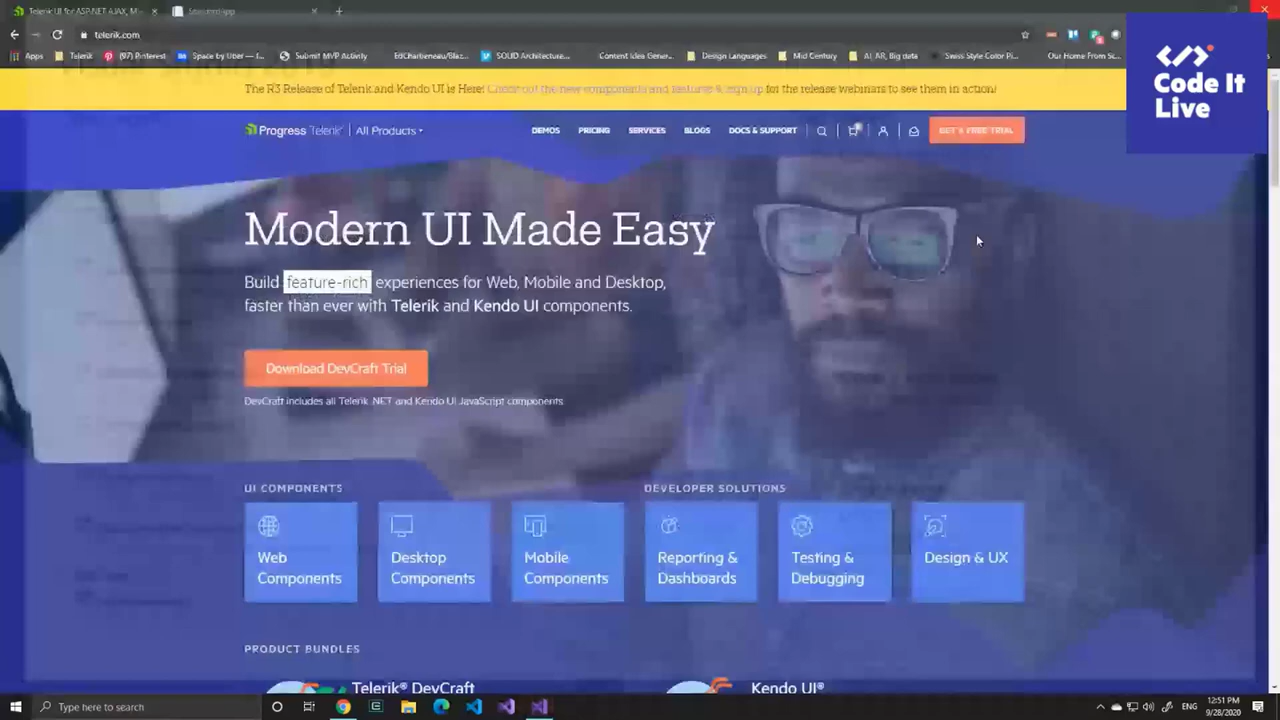 Telerik UI for ASP.NET AJAX, M
telerik.com
Apps
Telerik
(97) Pinterest
Space by Uber —
Submit MVP Activity
EdCharbeneau/Blaz...
SOLID Architecture...
Content Idea Gener...
Design Languages
Mid Century
AI, AR, Big data
Swiss Style Color Pi...
Our Home From Sc
Code It
Live
The R3 Release of Telerik and Kendo UI is Here! Check out the new components and features & sign up for the release webinars to see them in action!
Progress Telerik
All Products
DEMOS
PRICING
SERVICES
BLOGS
DOCS & SUPPORT
GET A FREE TRIAL
Modern UI Made Easy
Build feature-rich experiences for Web, Mobile and Desktop,
faster than ever with Telerik and Kendo UI components.
Download DevCraft Trial
DevCraft includes all Telerik .NET and Kendo UI JavaScript components
UI COMPONENTS
DEVELOPER SOLUTIONS
Web
Components
Desktop
Components
Mobile
Components
Reporting &
Dashboards
Testing &
Debugging
Design & UX
PRODUCT BUNDLES
Telerik® DevCraft
Kendo UI®
Type here to search
12:51 PM
9/28/2020